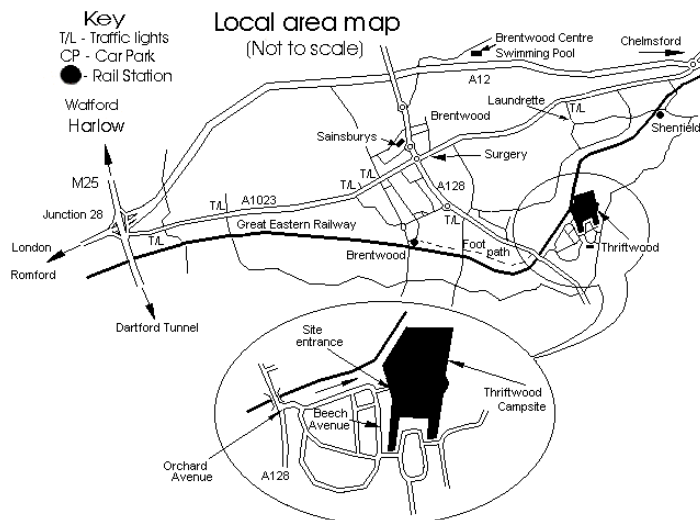 Key
T/L - Traffic lights
CP - Car Park
- Rail Station
Local area map
(Not to scale)
Brentwood Centre
Swimming Pool
Chelmsford
A12
Watford
Harlow
Laundrette
T/L
Brentwood
Sainsburys
Shenfield
Surgery
T/L
M25
T/L
A128
Junction 28
T/L
A1023
T/L
Great Eastern Railway
T/L
London
Romford
Brentwood
Foot
path
Thriftwood
Dartford Tunnel
Site
entrance
Thriftwood
Campsite
Beech
Avenue
Orchard
Avenue
A128